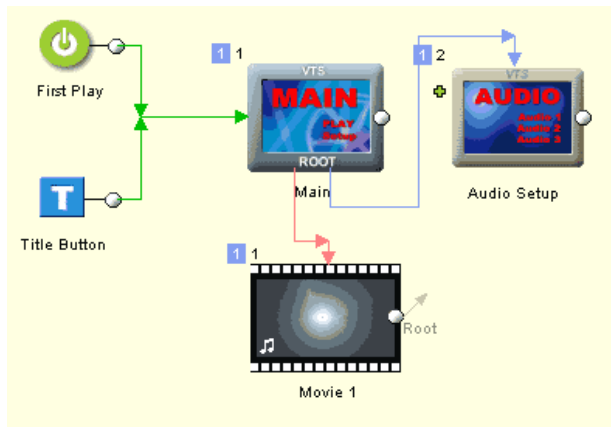 First Play
T
Title Button
1 1
VTS
MAIN
PLAY
Setup
ROOT
Main
1 2
VTS
AUDIO
Audio 1
Audio 2
Audio 3
Audio Setup
1 1
Root
Movie 1